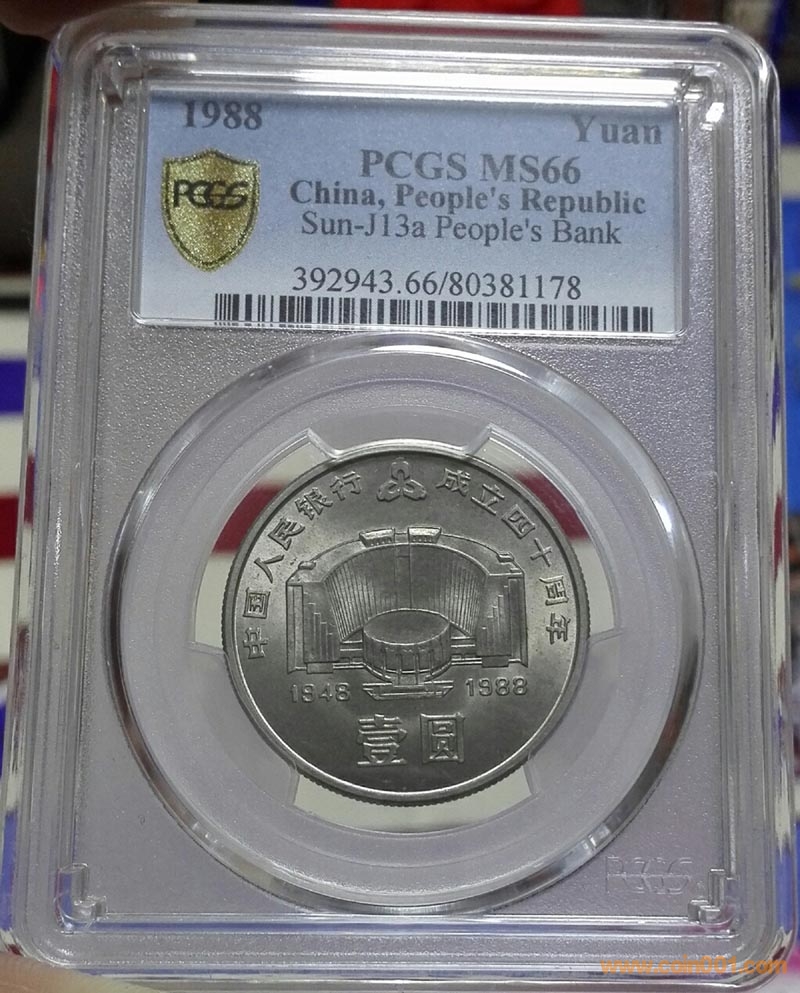 1988
Yuan
PCGS
PCGS MS66
China, People's Republic
Sun-J13a People's Bank
392943.66/80381178
中国人民银行 成立四十周年
1948 1988
壹圆
PCGS
www.coin001.com